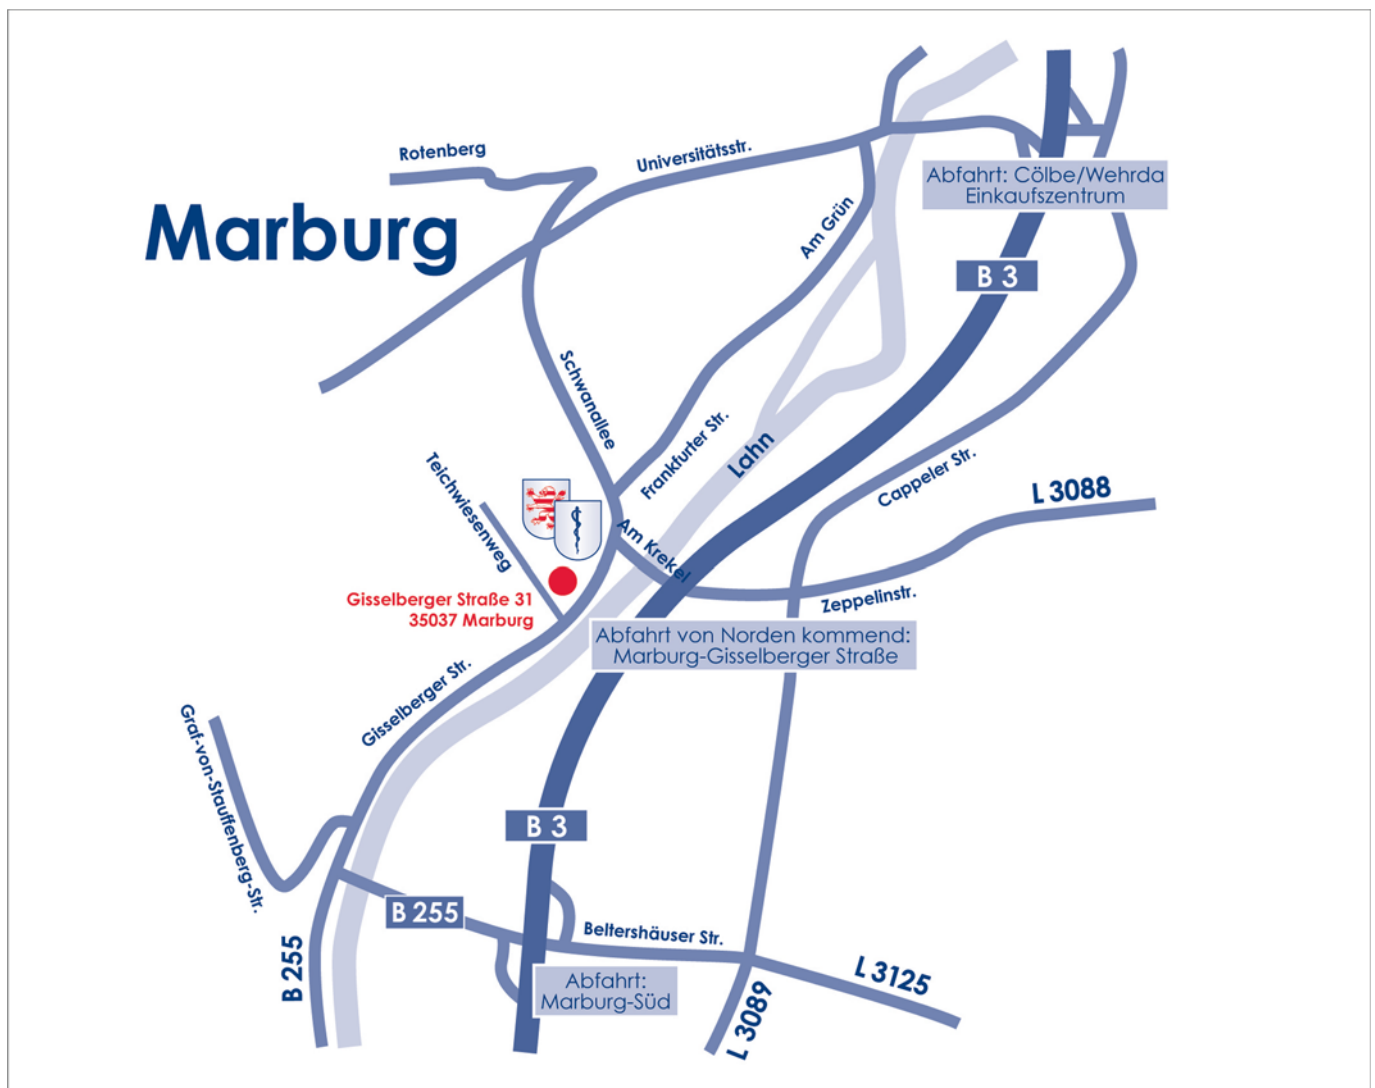 Rotenberg
Universitätsstr.
Marburg
Abfahrt: Cölbe/Wehrda
Einkaufszentrum
Am Grün
B 3
Schwanallee
Frankfurter Str.
Lahn
Teichwiesenweg
Cappeler Str.
L 3088
Am Krekel
Zeppelinstr.
Gisselberger Straße 31
35037 Marburg
Abfahrt von Norden kommend:
Marburg-Gisselberger Straße
Gisselberger Str.
Graf-von-Stauffenberg-Str.
B 3
B 255
Beltershäuser Str.
B 255
Abfahrt:
Marburg-Süd
L 3125
L 3089